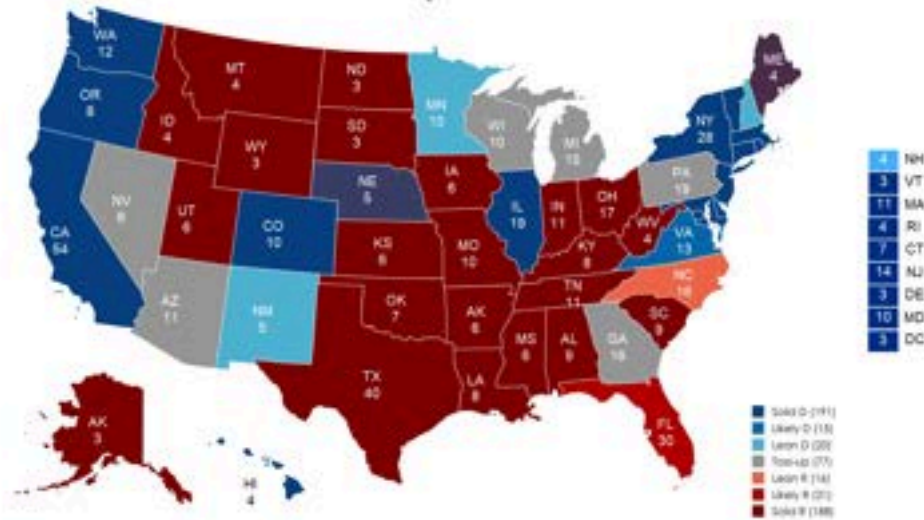 WA
12
OR
8
CA
54
NV
6
ID
4
MT
4
WY
3
UT
6
CO
10
AZ
11
NM
5
ND
3
SD
3
NE
5
KS
6
OK
7
TX
40
MN
IA
6
MO
10
AK
6
LA
8
WI
10
IL
19
MI
15
IN
11
OH
17
KY
8
TN
11
MS
6
AL
9
GA
16
FL
30
SC
9
NC
16
VA
13
WV
4
PA
19
NY
28
ME
4
AK
3
HI
4
4 NH
3 VT
11 MA
4 RI
7 CT
14 NJ
3 DE
10 MD
3 DC
Solid D (191)
Likely D
Lean D
Toss-up (77)
Lean R (16)
Likely R
Solid R (188)